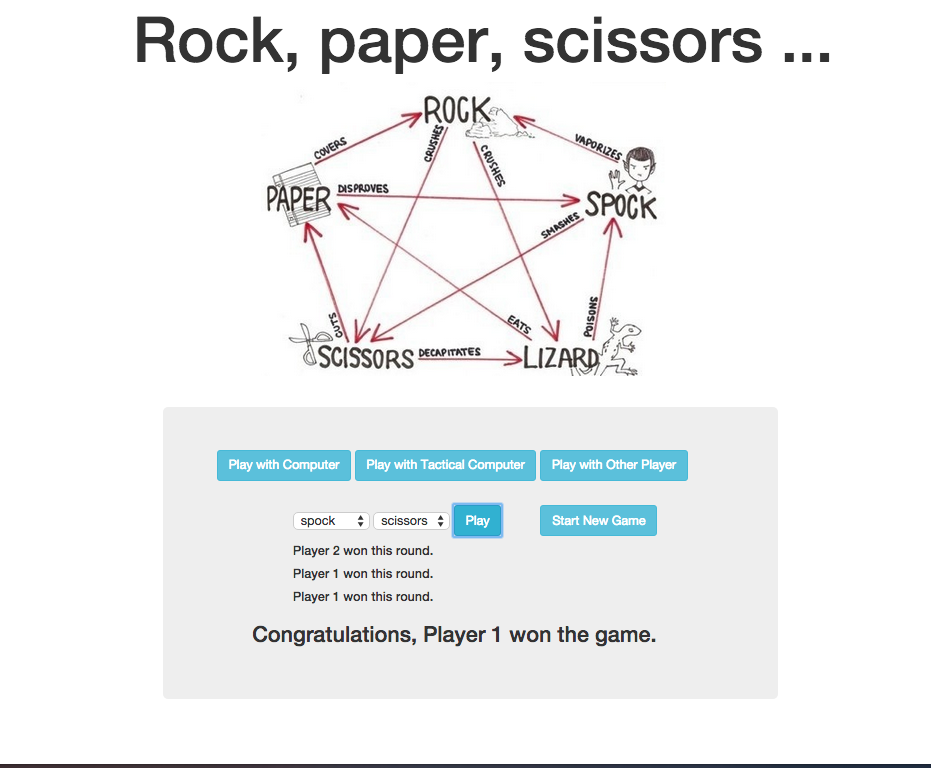 Rock, paper, scissors ...
ROCK
COVERS
CRUSHES
CRUSHES
VAPORIZES
PAPER
DISPROVES
SPOCK
SMASHES
CUTS
EATS
POISONS
SCISSORS
DECAPITATES
LIZARD
Play with Computer
Play with Tactical Computer
Play with Other Player
spock
scissors
Play
Start New Game
Player 2 won this round.
Player 1 won this round.
Player 1 won this round.
Congratulations, Player 1 won the game.